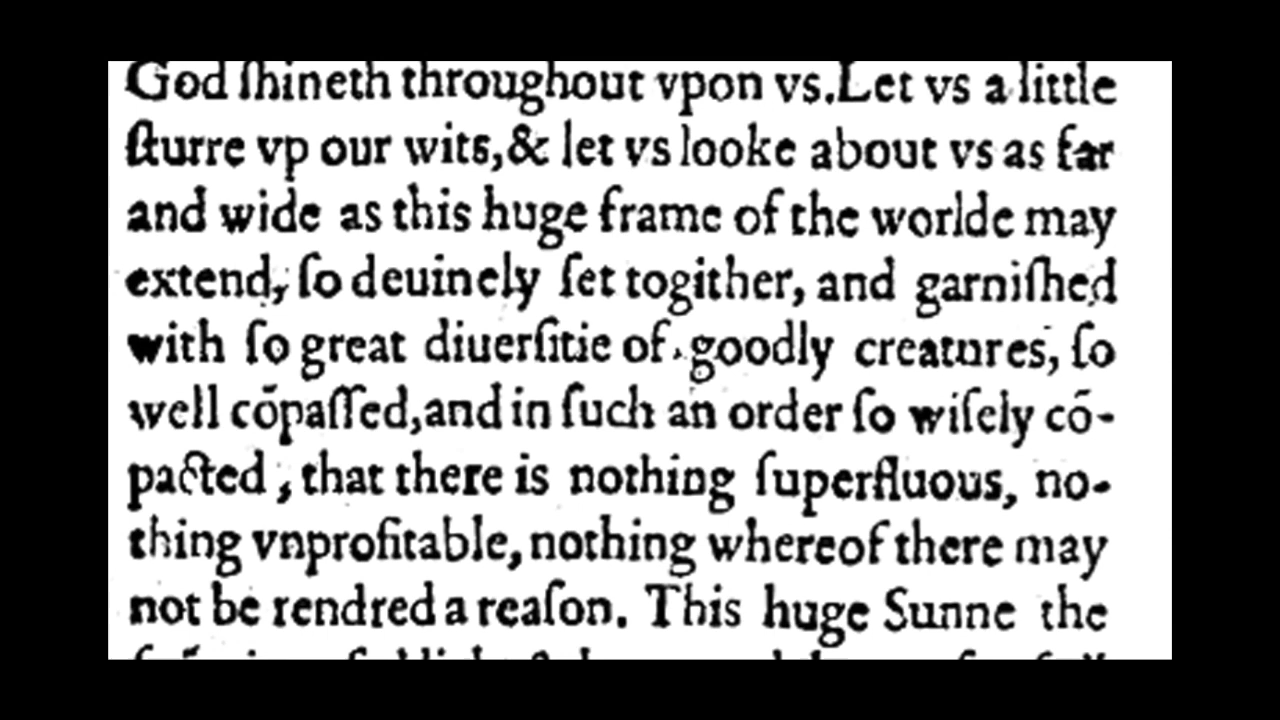 God ſhineth throughout vpon vs.Let vs a little
ſturre vp our wits,& let vs looke about vs as far
and wide as this huge frame of the worlde may
extend, ſo deuinely ſet togither, and garniſhed
with ſo great diuerſitie of goodly creatures, ſo
well cōpaſſed,and in ſuch an order ſo wiſely cō-
pacted, that there is nothing ſuperfluous, no-
thing vnprofitable, nothing whereof there may
not be rendred a reaſon. This huge Sunne the